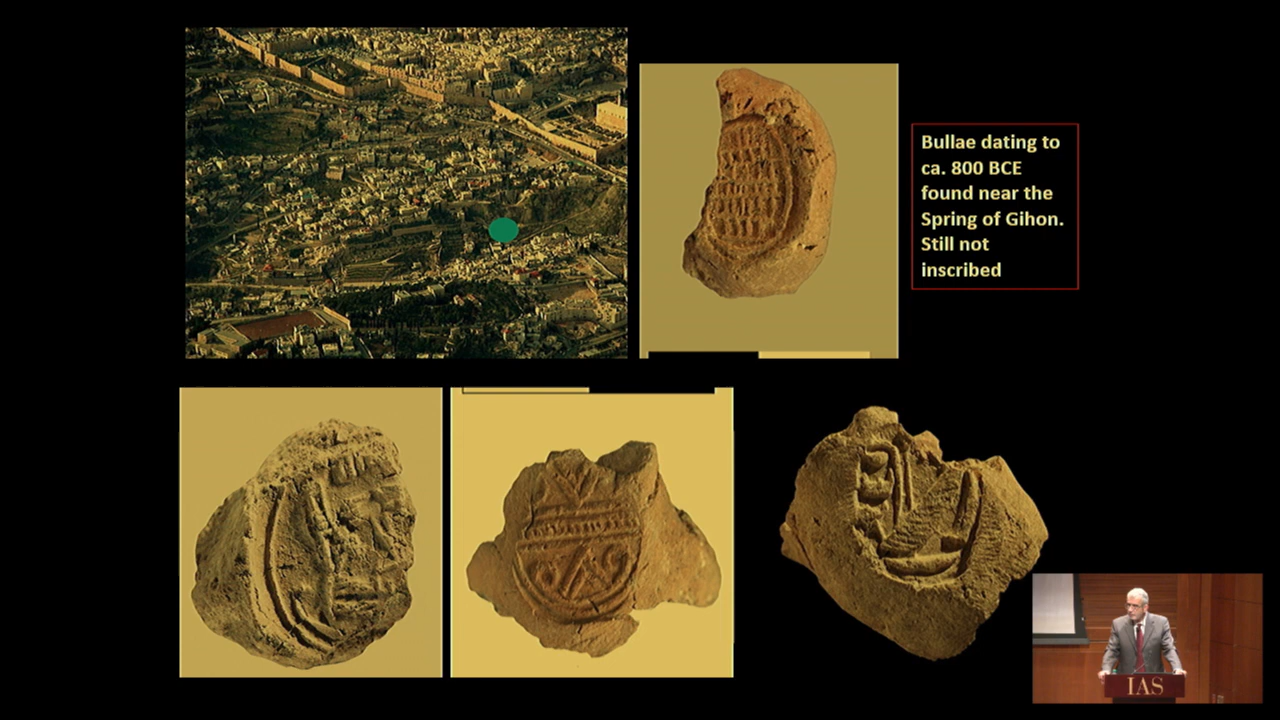 Bullae dating to
ca. 800 BCE
found near the
Spring of Gihon.
Still not
inscribed
IAS